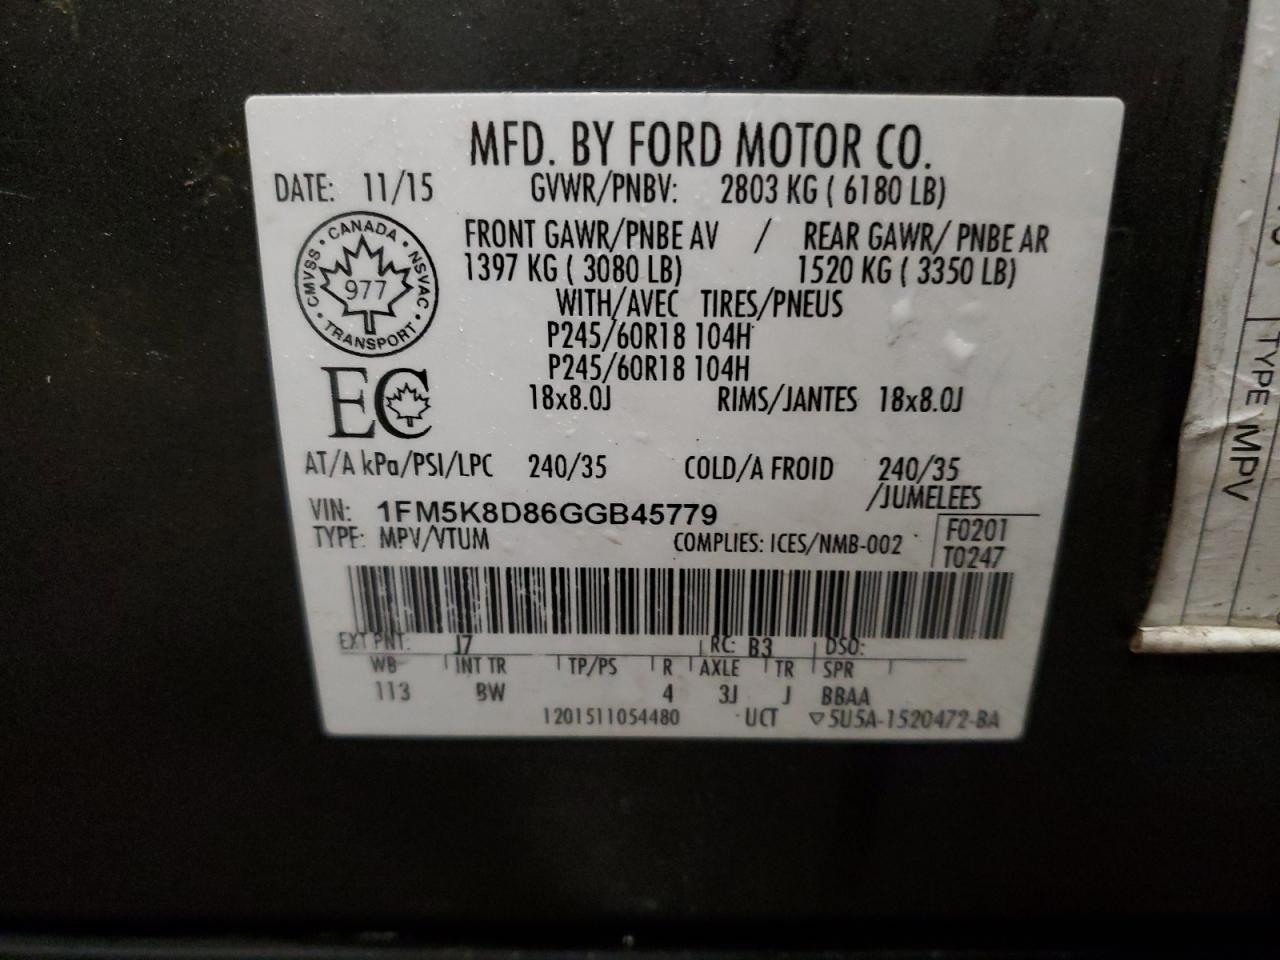 MFD. BY FORD MOTOR CO.
DATE: 11/15 GVWR/PNBV: 2803 KG ( 6180 LB)
FRONT GAWR/PNBE AV / REAR GAWR/ PNBE AR
1397 KG ( 3080 LB) 1520 KG ( 3350 LB)
WITH/AVEC TIRES/PNEUS
P245/60R18 104H
P245/60R18 104H
18x8.0J RIMS/JANTES 18x8.0J
CANADA
CMVSS NSVAC
977
TRANSPORT
EC
AT/A kPa/PSI/LPC 240/35 COLD/A FROID 240/35
/JUMELEES
VIN: 1FM5K8D86GGB45779
F0201
TYPE: MPV/VTUM COMPLIES: ICES/NMB-002
T0247
EXT PNT: J7 RC: B3 DSO:
WB INT TR TP/PS R AXLE TR SPR
113 BW 4 3J J BBAA
1201511054480 UCT ▽5U5A-1520472-BA
TYPE
MPV